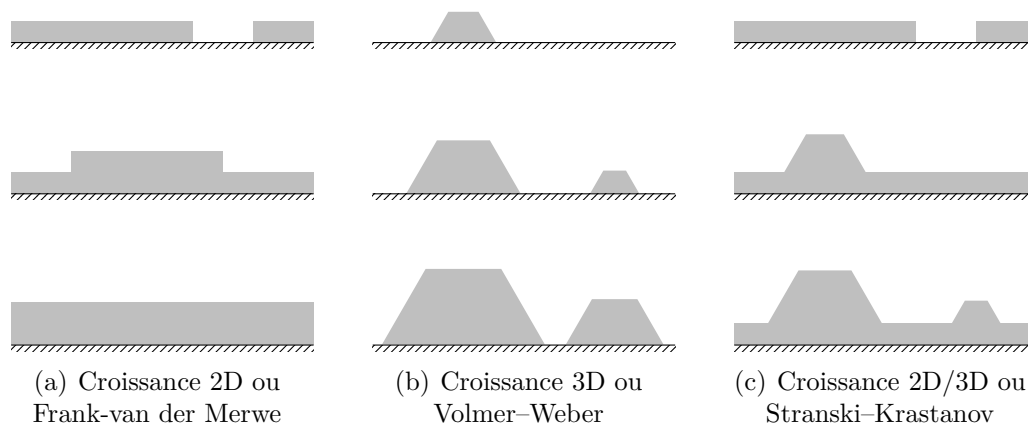 (a) Croissance 2D ou
Frank-van der Merwe
(b) Croissance 3D ou
Volmer–Weber
(c) Croissance 2D/3D ou
Stranski–Krastanov